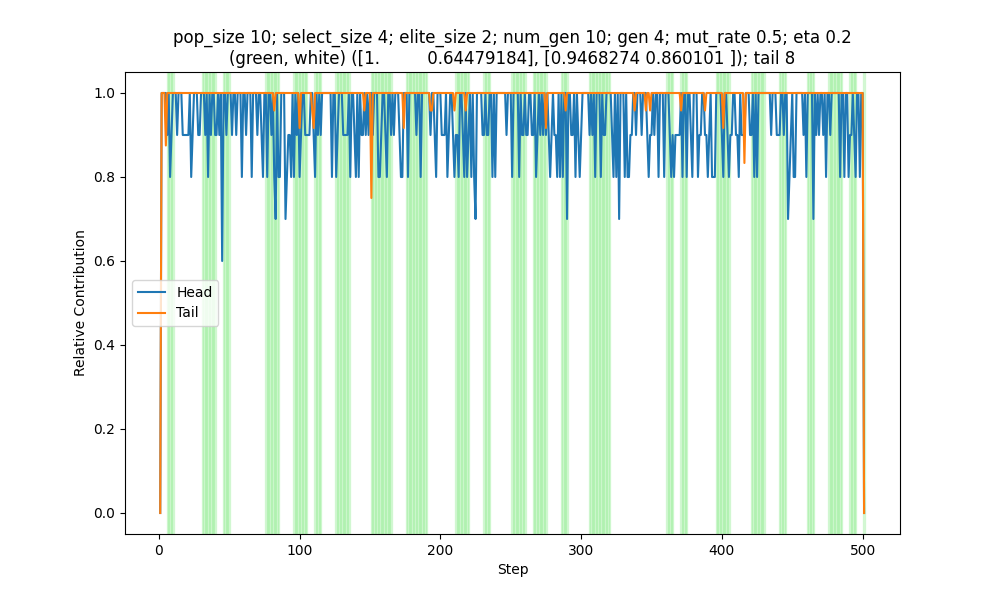 pop_size 10; select_size 4; elite_size 2; num_gen 10; gen 4; mut_rate 0.5; eta 0.2
(green, white) ([1.         0.64479184], [0.9468274 0.860101 ]); tail 8
1.0
0.8
0.6
0.4
0.2
0.0
Relative Contribution
Head
Tail
0
100
200
300
400
500
Step